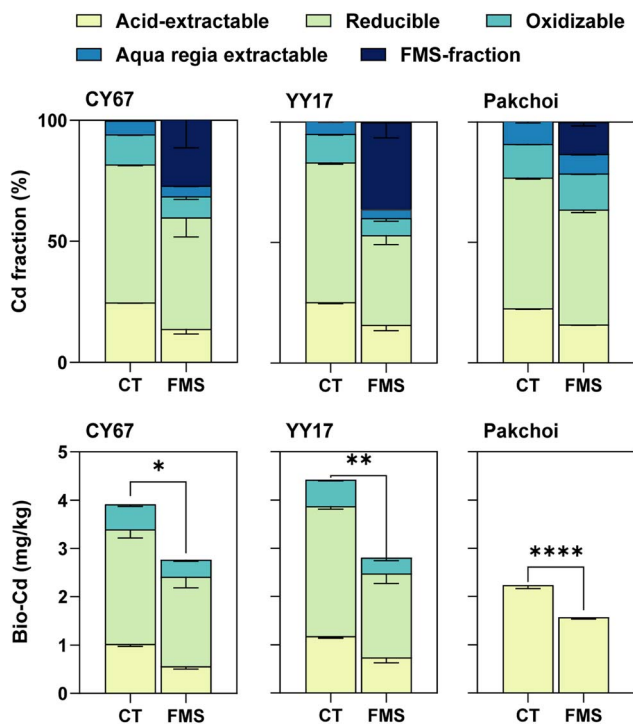 Acid-extractable Reducible Oxidizable
Aqua regia extractable FMS-fraction
CY67 YY17 Pakchoi
Cd fraction (%)
100
50
0
CT FMS CT FMS CT FMS
CY67 YY17 Pakchoi
Bio-Cd (mg/kg)
5
4
3
2
1
0
* ** ****
CT FMS CT FMS CT FMS